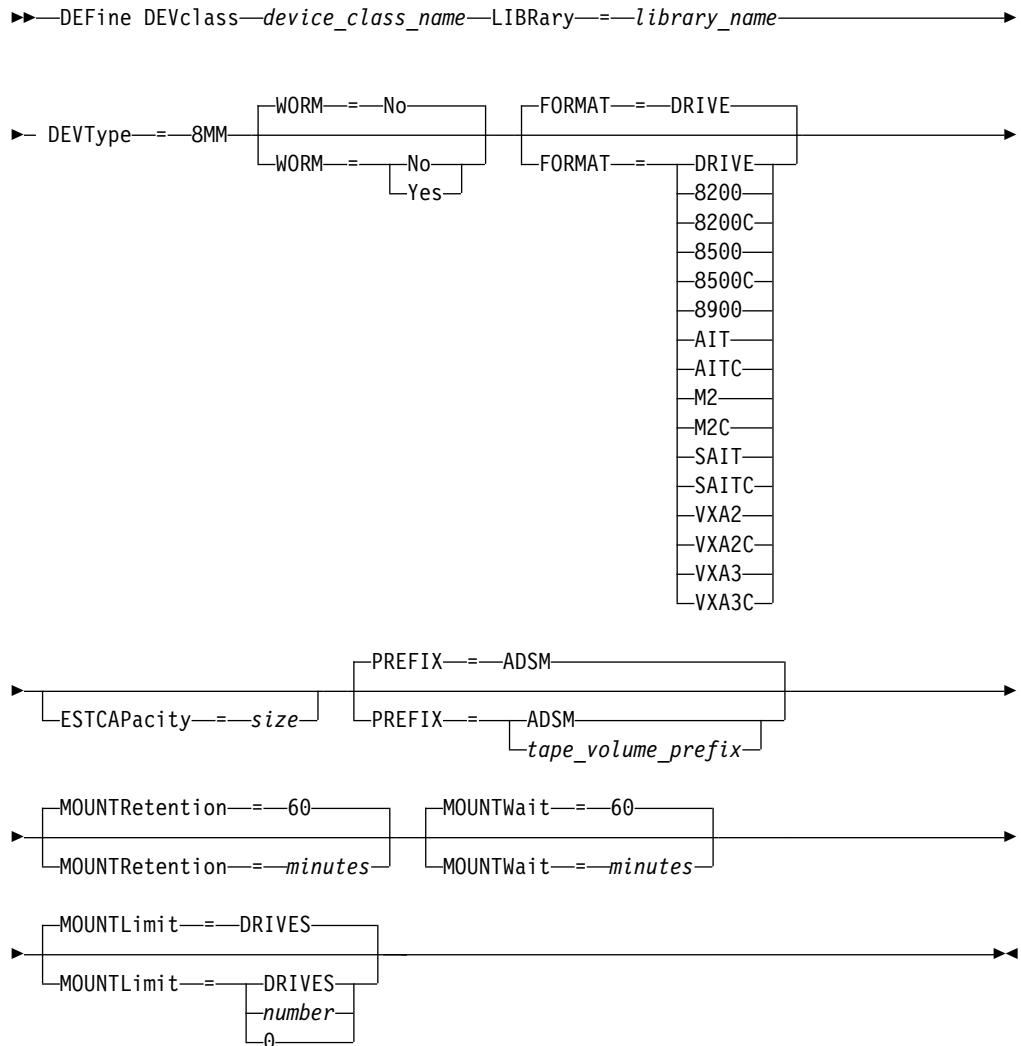 DEFine DEVclass device_class_name LIBRary = library_name
WORM = No FORMAT = DRIVE
DEVType = 8MM
WORM = No FORMAT = DRIVE
Yes 8200
8200C
8500
8500C
8900
AIT
AITC
M2
M2C
SAIT
SAITC
VXA2
VXA2C
VXA3
VXA3C
PREFIX = ADSM
ESTCAPacity = size PREFIX = ADSM
tape_volume_prefix
MOUNTRetention = 60 MOUNTWait = 60
MOUNTRetention = minutes MOUNTWait = minutes
MOUNTLimit = DRIVES
MOUNTLimit = DRIVES
number
0